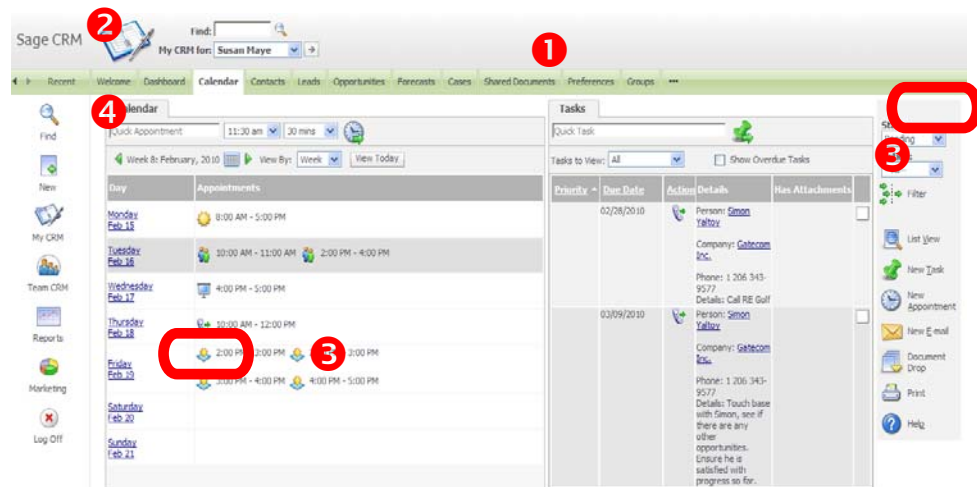 Sage CRM
2
Find:
My CRM for: Susan Maye
1
Recent Welcome Dashboard Calendar Contacts Leads Opportunities Forecasts Cases Shared Documents Preferences Groups •••
4
Calendar
Quick Appointment 11:30 am 30 mins
Week 8: February, 2010 View By: Week View Today
Day Appointments
Monday
Feb 15
8:00 AM - 5:00 PM
Tuesday
Feb 16
10:00 AM - 11:00 AM 2:00 PM - 4:00 PM
Wednesday
Feb 17
4:00 PM - 5:00 PM
Thursday
Feb 18
10:00 AM - 12:00 PM
Friday
Feb 19
2:00 PM 3:00 PM 3:00 PM
3
3:00 PM - 4:00 PM 4:00 PM - 5:00 PM
Saturday
Feb 20
Sunday
Feb 21
Find
New
My CRM
Team CRM
Reports
Marketing
Log Off
Tasks
Quick Task
Tasks to View: All Show Overdue Tasks
Priority Due Date Action Details Has Attachments
02/28/2010
Person: Simon
Yaltoy
Company: Gatecom
Inc.
Phone: 1 206 343-
9577
Details: Call RE Golf
03/09/2010
Person: Simon
Yaltoy
Company: Gatecom
Inc.
Phone: 1 206 343-
9577
Details: Touch base
with Simon, see if
there are any
other
opportunities.
Ensure he is
satisfied with
progress so far.
3
Filter
List View
New Task
New
Appointment
New E-mail
Document
Drop
Print
Help